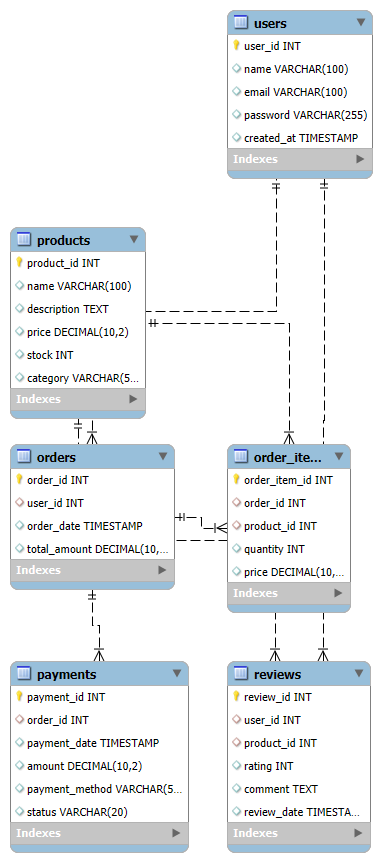 users
user_id INT
name VARCHAR(100)
email VARCHAR(100)
password VARCHAR(255)
created_at TIMESTAMP
Indexes
products
product_id INT
name VARCHAR(100)
description TEXT
price DECIMAL(10,2)
stock INT
category VARCHAR(5...
Indexes
orders
order_id INT
user_id INT
order_date TIMESTAMP
total_amount DECIMAL(10,...
Indexes
order_ite...
order_item_id INT
order_id INT
product_id INT
quantity INT
price DECIMAL(10,...
Indexes
payments
payment_id INT
order_id INT
payment_date TIMESTAMP
amount DECIMAL(10,2)
payment_method VARCHAR(5...
status VARCHAR(20)
Indexes
reviews
review_id INT
user_id INT
product_id INT
rating INT
comment TEXT
review_date TIMESTA...
Indexes